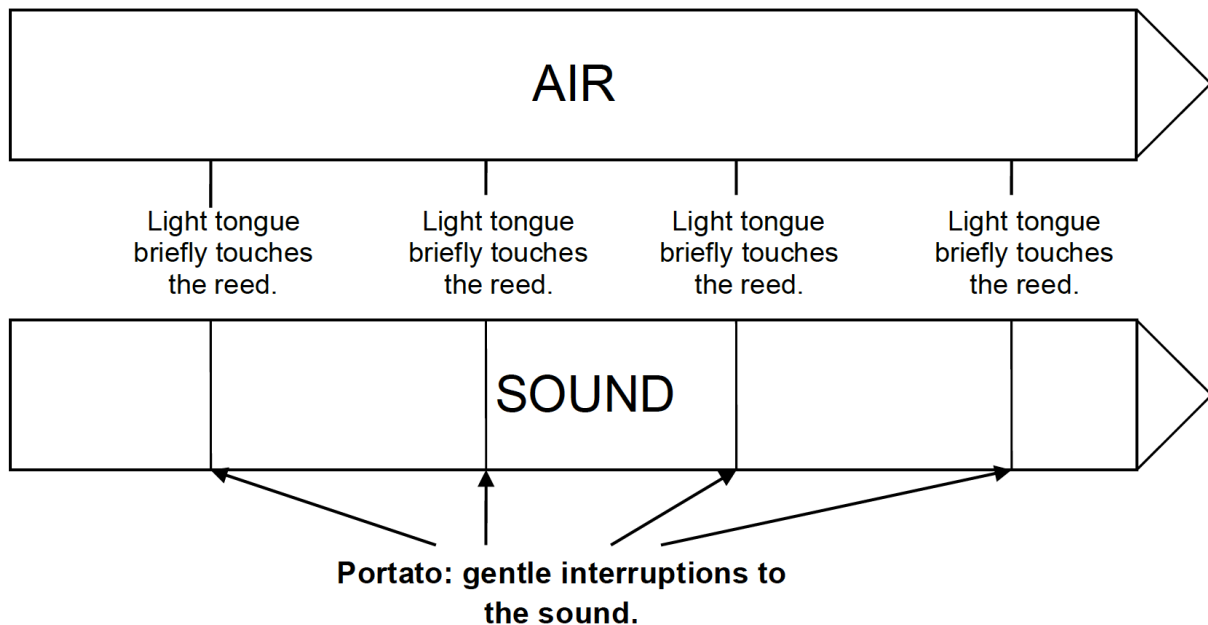 AIR
Light tongue
briefly touches
the reed.
Light tongue
briefly touches
the reed.
Light tongue
briefly touches
the reed.
Light tongue
briefly touches
the reed.
SOUND
Portato: gentle interruptions to
the sound.